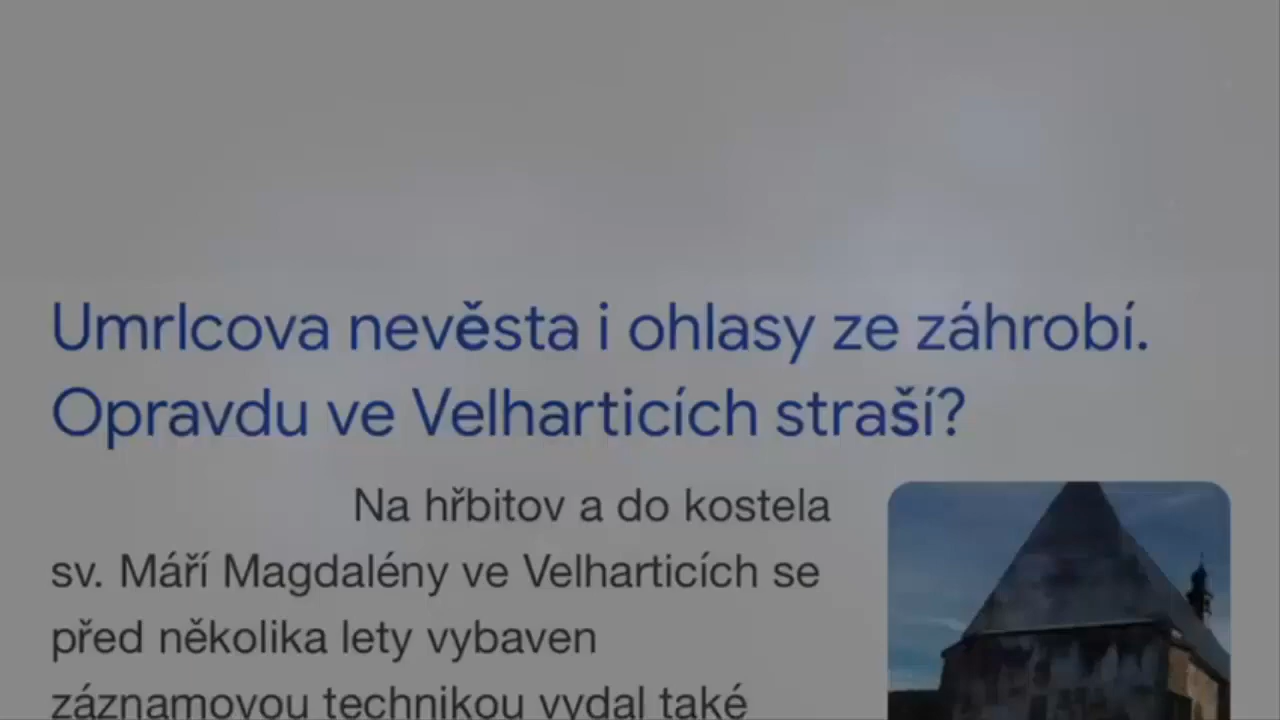 Umrlcova nevěsta i ohlasy ze záhrobí.
Opravdu ve Velharticích straší?
Na hřbitov a do kostela
sv. Máří Magdalény ve Velharticích se
před několika lety vybaven
záznamovou technikou vydal také